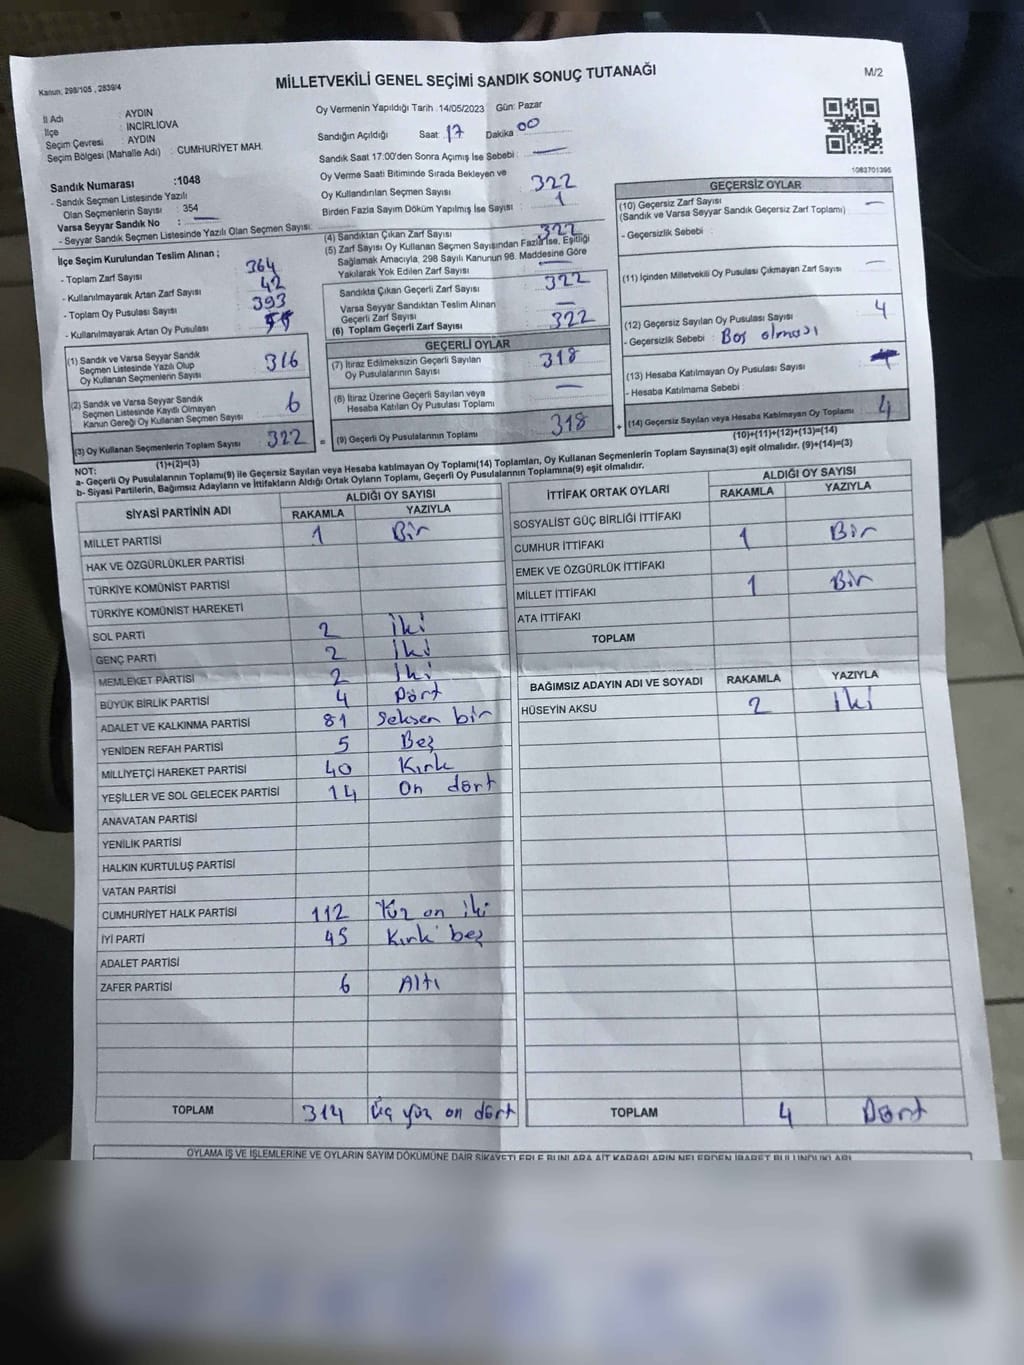 Kanun: 298/105 , 2839/4
MİLLETVEKİLİ GENEL SEÇİMİ SANDIK SONUÇ TUTANAĞI
M/2
İl Adı : AYDIN
İlçe : İNCİRLİOVA
Seçim Çevresi : AYDIN
Seçim Bölgesi (Mahalle Adı) : CUMHURİYET MAH.
Sandık Numarası :1048
- Sandık Seçmen Listesinde Yazılı
Olan Seçmenlerin Sayısı : 354
Varsa Seyyar Sandık No :
- Seyyar Sandık Seçmen Listesinde Yazılı Olan Seçmen Sayısı:
Oy Vermenin Yapıldığı Tarih :14/05/2023 Gün: Pazar
Sandığın Açıldığı Saat: 17 Dakika 00
Sandık Saat 17:00'den Sonra Açımış İse Sebebi : —
Oy Verme Saati Bitiminde Sırada Bekleyen ve
Oy Kullandırılan Seçmen Sayısı : 322
Birden Fazla Sayım Döküm Yapılmış İse Sayısı : 1
1083701395
İlçe Seçim Kurulundan Teslim Alınan ;
- Toplam Zarf Sayısı : 364
- Kullanılmayarak Artan Zarf Sayısı : 42
- Toplam Oy Pusulası Sayısı : 393
- Kullanılmayarak Artan Oy Pusulası
(1) Sandık ve Varsa Seyyar Sandık
Seçmen Listesinde Yazılı Olup
Oy Kullanan Seçmenlerin Sayısı 316
(2) Sandık ve Varsa Seyyar Sandık
Seçmen Listesinde Kayıtlı Olmayan
Kanun Gereği Oy Kullanan Seçmen Sayısı 6
(3) Oy Kullanan Seçmenlerin Toplam Sayısı 322
(1)+(2)=(3)
(4) Sandıktan Çıkan Zarf Sayısı : 322
(5) Zarf Sayısı Oy Kullanan Seçmen Sayısından Fazla İse, Eşitliği
Sağlamak Amacıyla, 298 Sayılı Kanunun 98. Maddesine Göre
Yakılarak Yok Edilen Zarf Sayısı :
Sandıkta Çıkan Geçerli Zarf Sayısı : 322
Varsa Seyyar Sandıktan Teslim Alınan
Geçerli Zarf Sayısı : —
(6) Toplam Geçerli Zarf Sayısı : 322
GEÇERLİ OYLAR
(7) İtiraz Edilmeksizin Geçerli Sayılan
Oy Pusulalarının Sayısı : 318
(8) İtiraz Üzerine Geçerli Sayılan veya
Hesaba Katılan Oy Pusulası Toplamı : —
= (9) Geçerli Oy Pusulalarının Toplamı : 318
GEÇERSİZ OYLAR
(10) Geçersiz Zarf Sayısı : —
(Sandık ve Varsa Seyyar Sandık Geçersiz Zarf Toplamı)
- Geçersizlik Sebebi :
(11) İçinden Milletvekili Oy Pusulası Çıkmayan Zarf Sayısı : —
(12) Geçersiz Sayılan Oy Pusulası Sayısı : 4
- Geçersizlik Sebebi : Boş olması
(13) Hesaba Katılmayan Oy Pusulası Sayısı :
- Hesaba Katılmama Sebebi :
+ (14) Geçersiz Sayılan veya Hesaba Katılmayan Oy Toplamı 4
(10)+(11)+(12)+(13)=(14)
NOT:
a- Geçerli Oy Pusulalarının Toplamı(9) ile Geçersiz Sayılan veya Hesaba katılmayan Oy Toplamı(14) Toplamları, Oy Kullanan Seçmenlerin Toplam Sayısına(3) eşit olmalıdır. (9)+(14)=(3)
b- Siyasi Partilerin, Bağımsız Adayların ve İttifakların Aldığı Ortak Oyların Toplamı, Geçerli Oy Pusulalarının Toplamına(9) eşit olmalıdır.
SİYASİ PARTİNİN ADI ALDIĞI OY SAYISI
RAKAMLA YAZIYLA
MİLLET PARTİSİ 1 Bir
HAK VE ÖZGÜRLÜKLER PARTİSİ
TÜRKİYE KOMÜNİST PARTİSİ
TÜRKİYE KOMÜNİST HAREKETİ
SOL PARTİ 2 İki
GENÇ PARTİ 2 İki
MEMLEKET PARTİSİ 2 İki
BÜYÜK BİRLİK PARTİSİ 4 Dört
ADALET VE KALKINMA PARTİSİ 81 Seksen bir
YENİDEN REFAH PARTİSİ 5 Beş
MİLLİYETÇİ HAREKET PARTİSİ 40 Kırk
YEŞİLLER VE SOL GELECEK PARTİSİ 14 On dört
ANAVATAN PARTİSİ
YENİLİK PARTİSİ
HALKIN KURTULUŞ PARTİSİ
VATAN PARTİSİ
CUMHURİYET HALK PARTİSİ 112 Yüz on iki
İYİ PARTİ 45 Kırk beş
ADALET PARTİSİ
ZAFER PARTİSİ 6 Altı
TOPLAM 314 Üç yüz on dört
İTTİFAK ORTAK OYLARI ALDIĞI OY SAYISI
RAKAMLA YAZIYLA
SOSYALİST GÜÇ BİRLİĞİ İTTİFAKI
CUMHUR İTTİFAKI 1 Bir
EMEK VE ÖZGÜRLÜK İTTİFAKI
MİLLET İTTİFAKI 1 Bir
ATA İTTİFAKI
TOPLAM
BAĞIMSIZ ADAYIN ADI VE SOYADI RAKAMLA YAZIYLA
HÜSEYİN AKSU 2 İki
TOPLAM 4 Dört
OYLAMA İŞ VE İŞLEMLERİNE VE OYLARIN SAYIM DÖKÜMÜNE DAİR